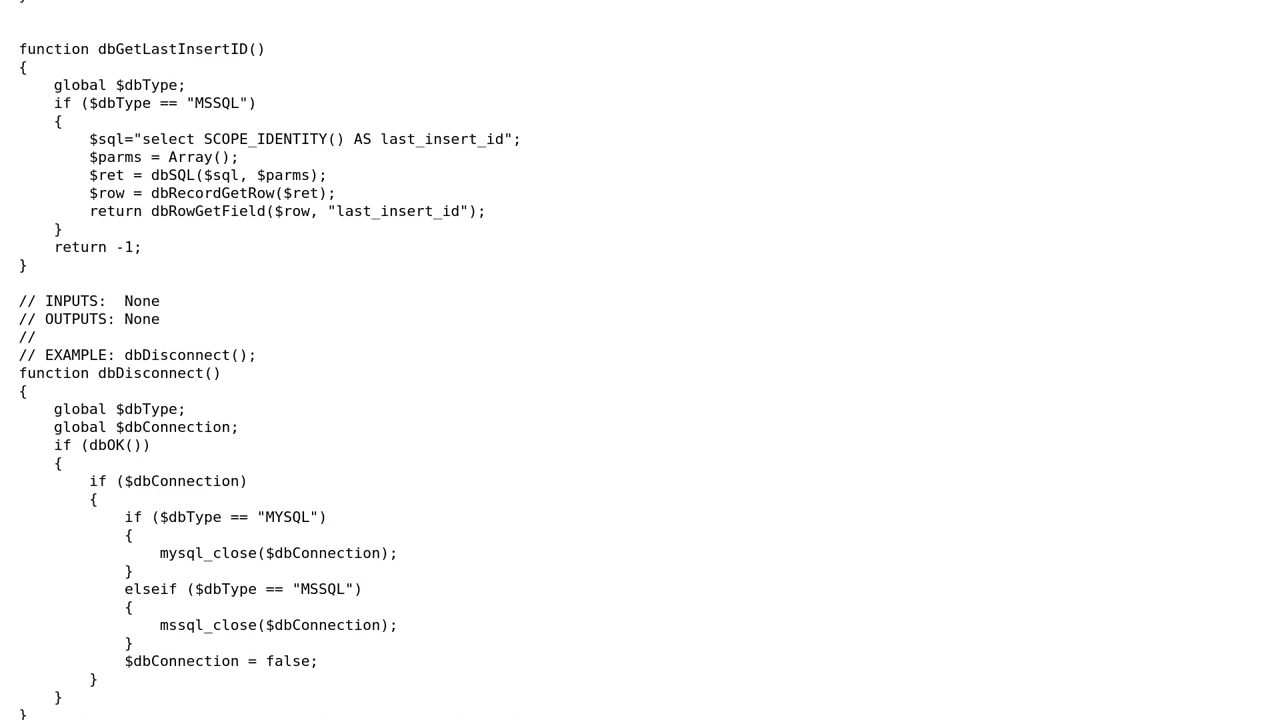 function dbGetLastInsertID()
{
    global $dbType;
    if ($dbType == "MSSQL")
    {
        $sql="select SCOPE_IDENTITY() AS last_insert_id";
        $parms = Array();
        $ret = dbSQL($sql, $parms);
        $row = dbRecordGetRow($ret);
        return dbRowGetField($row, "last_insert_id");
    }
    return -1;
}

// INPUTS:  None
// OUTPUTS: None
//
// EXAMPLE: dbDisconnect();
function dbDisconnect()
{
    global $dbType;
    global $dbConnection;
    if (dbOK())
    {
        if ($dbConnection)
        {
            if ($dbType == "MYSQL")
            {
                mysql_close($dbConnection);
            }
            elseif ($dbType == "MSSQL")
            {
                mssql_close($dbConnection);
            }
            $dbConnection = false;
        }
    }
}